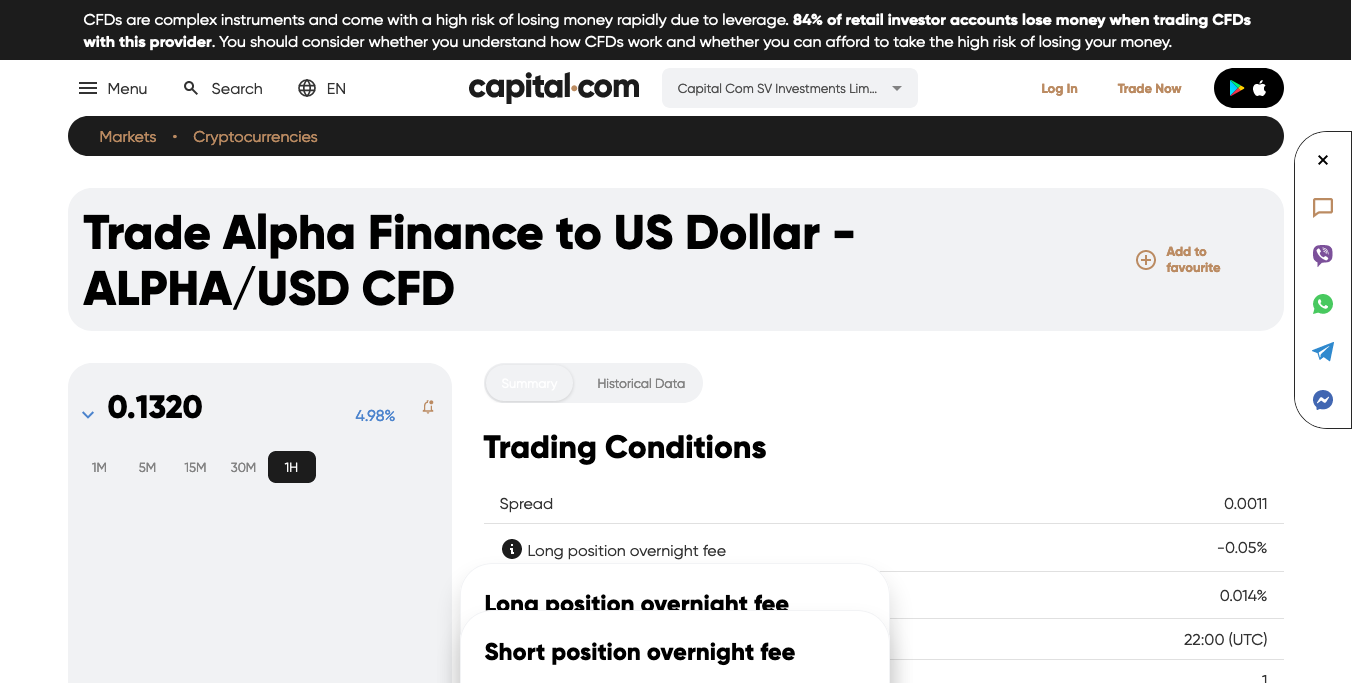 CFDs are complex instruments and come with a high risk of losing money rapidly due to leverage. 84% of retail investor accounts lose money when trading CFDs
with this provider. You should consider whether you understand how CFDs work and whether you can afford to take the high risk of losing your money.
Menu
Search
EN
capital.com
Capital Com SV Investments Lim...
Log In
Trade Now
Markets • Cryptocurrencies
Trade Alpha Finance to US Dollar -
ALPHA/USD CFD
Add to
favourite
0.1320
4.98%
1M 5M 15M 30M 1H
Summary
Historical Data
Trading Conditions
Spread 0.0011
Long position overnight fee -0.05%
Long position overnight fee
0.014%
Short position overnight fee
22:00 (UTC)
1